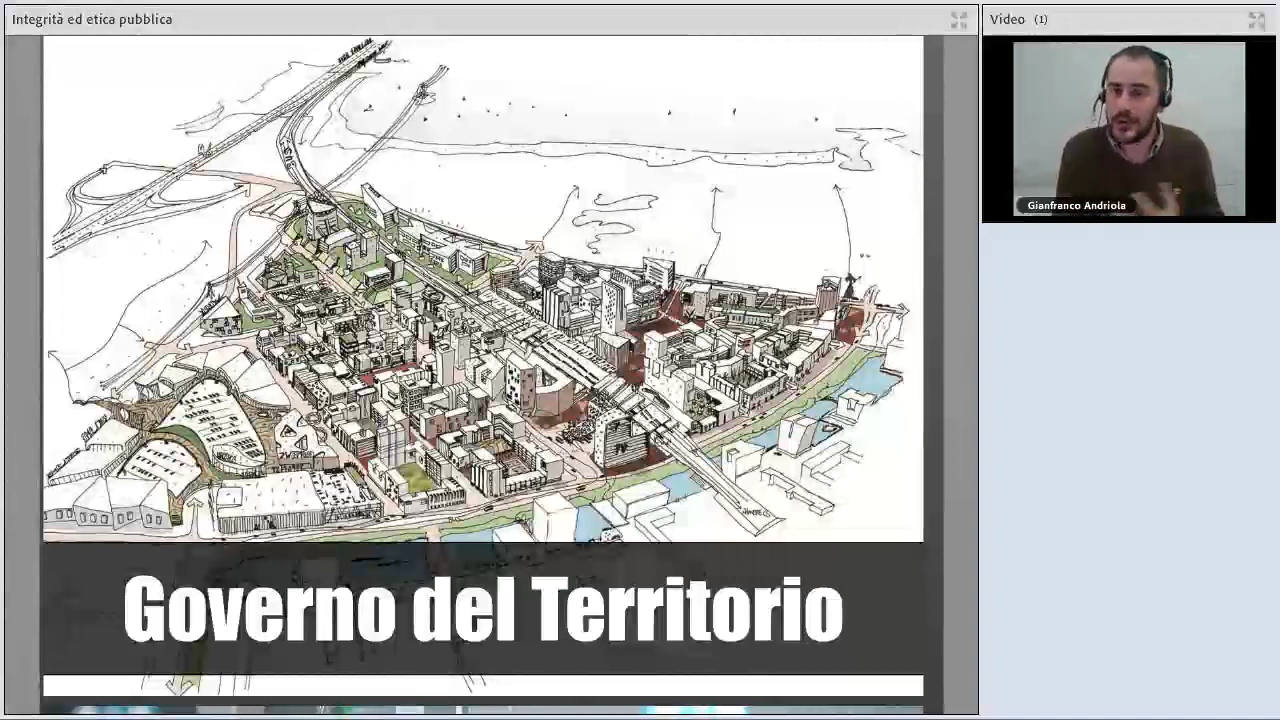 Integrità ed etica pubblica
Video (1)
Gianfranco Andriola
Governo del Territorio